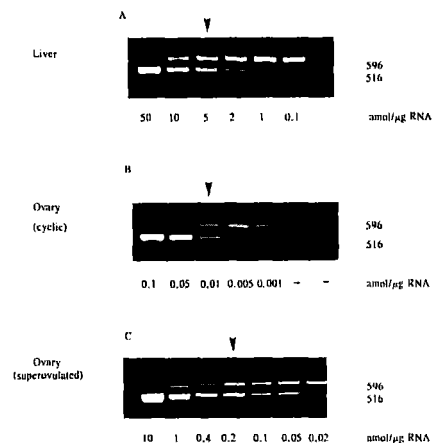 A
Liver
596
516
50 10 5 2 1 0.1 amol/μg RNA
B
Ovary
(cyclic)
596
516
0.1 0.05 0.01 0.005 0.001 - - amol/μg RNA
C
Ovary
(superovulated)
596
516
10 1 0.4 0.2 0.1 0.05 0.02 amol/μg RNA